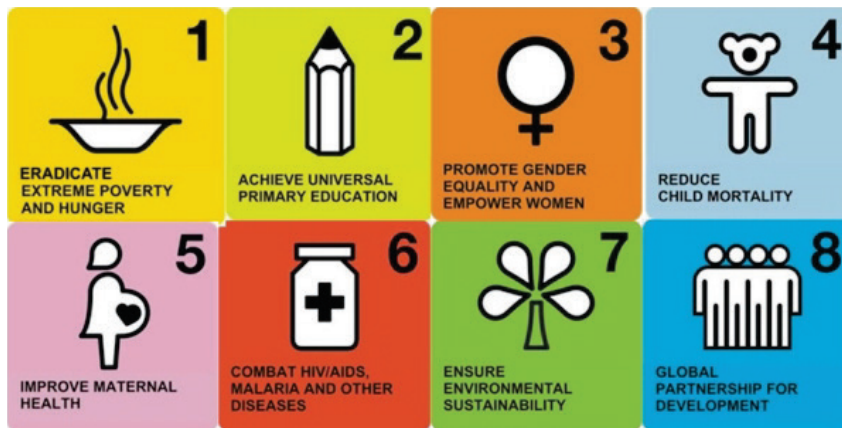 1
ERADICATE
EXTREME POVERTY
AND HUNGER
2
ACHIEVE UNIVERSAL
PRIMARY EDUCATION
3
PROMOTE GENDER
EQUALITY AND
EMPOWER WOMEN
4
REDUCE
CHILD MORTALITY
5
IMPROVE MATERNAL
HEALTH
6
COMBAT HIV/AIDS,
MALARIA AND OTHER
DISEASES
7
ENSURE
ENVIRONMENTAL
SUSTAINABILITY
8
GLOBAL
PARTNERSHIP FOR
DEVELOPMENT